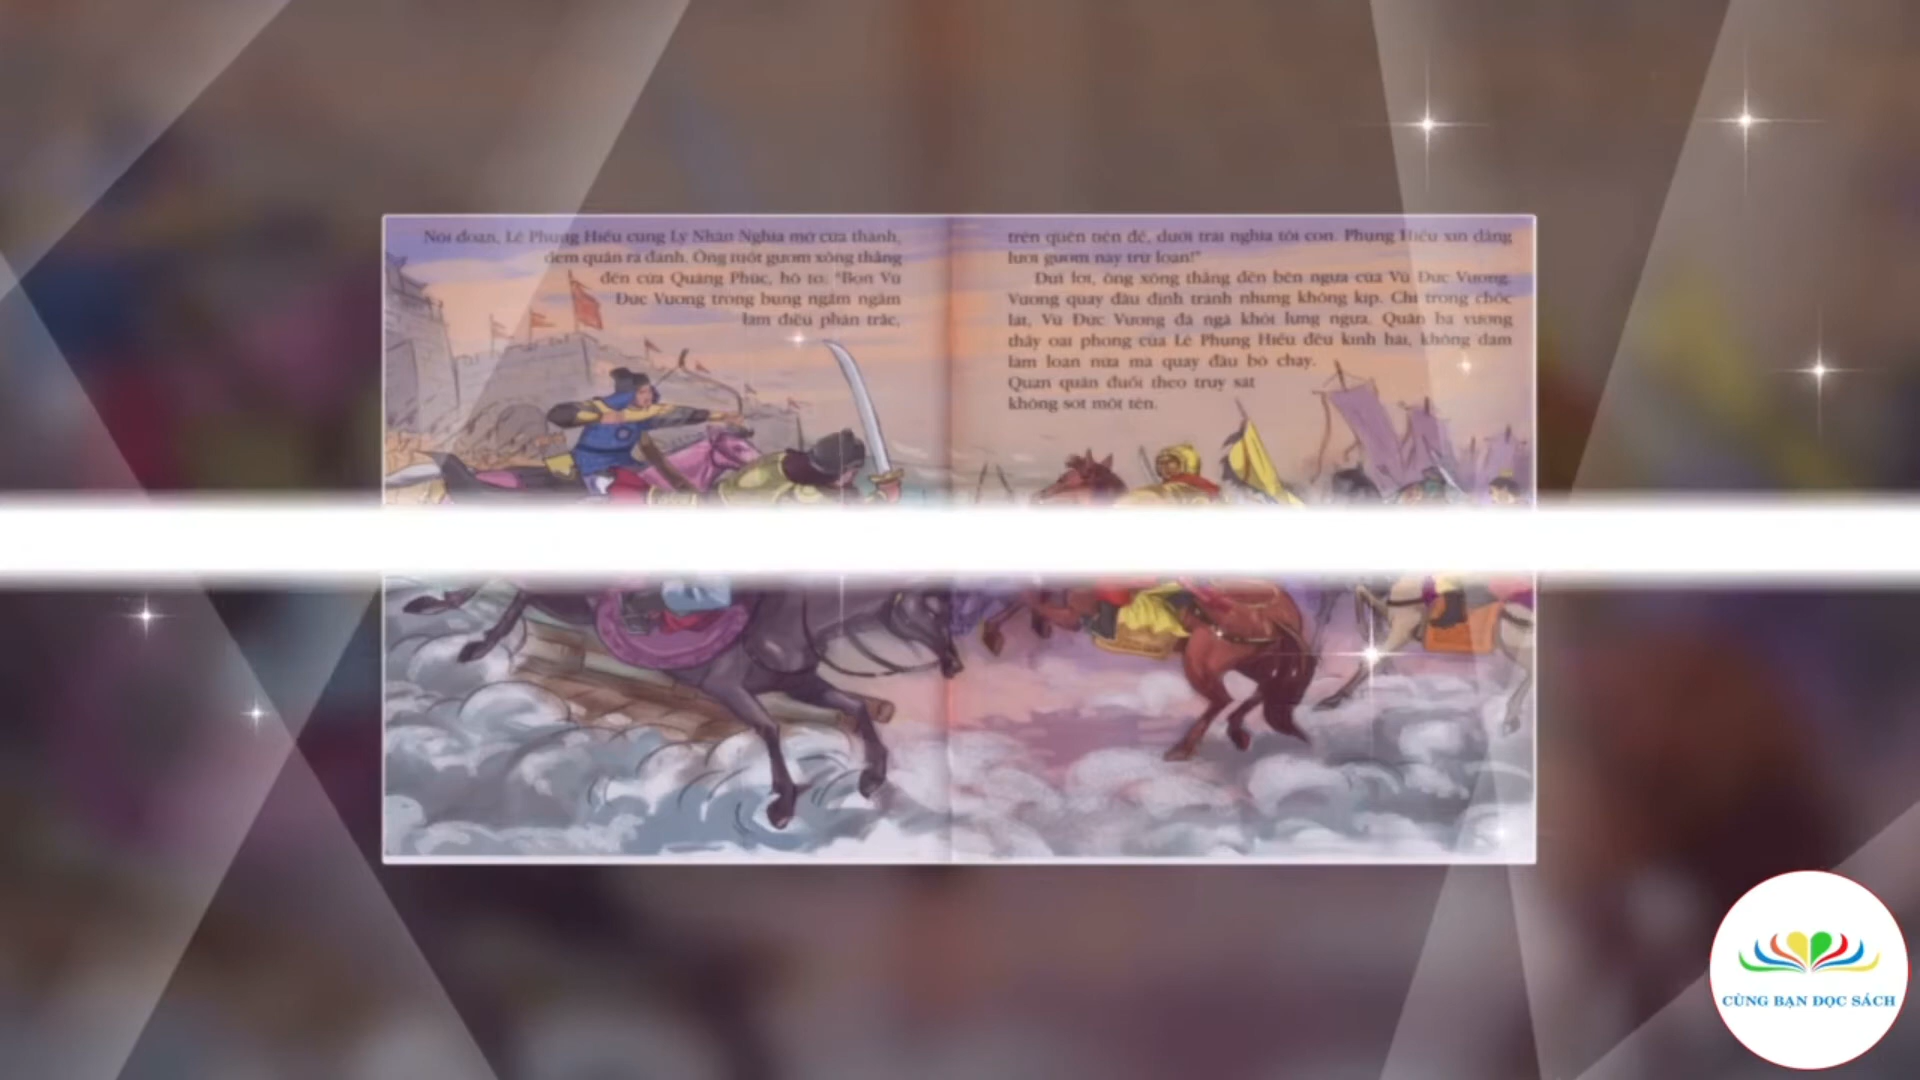 Nói đoạn, Lê Phụng Hiểu cùng Lý Nhân Nghĩa mở cửa thành,
đem quân ra đánh. Ông tuốt gươm xông thẳng
đến cửa Quảng Phúc, hô to: "Bọn Vũ
Đức Vương trong bụng ngấm ngầm
làm điều phản trắc,
trên quên tiên đế, dưới trái nghĩa tôi con. Phụng Hiểu xin dâng
lưỡi gươm này trừ loạn!"
Dứt lời, ông xông thẳng đến bên ngựa của Vũ Đức Vương.
Vương quay đầu định tránh nhưng không kịp. Chỉ trong chốc
lát, Vũ Đức Vương đã ngã khỏi lưng ngựa. Quân ba vương
thấy oai phong của Lê Phụng Hiểu đều kinh hãi, không dám
làm loạn nữa mà quay đầu bỏ chạy.
Quan quân đuổi theo truy sát
không sót một tên.
CÙNG BẠN ĐỌC SÁCH